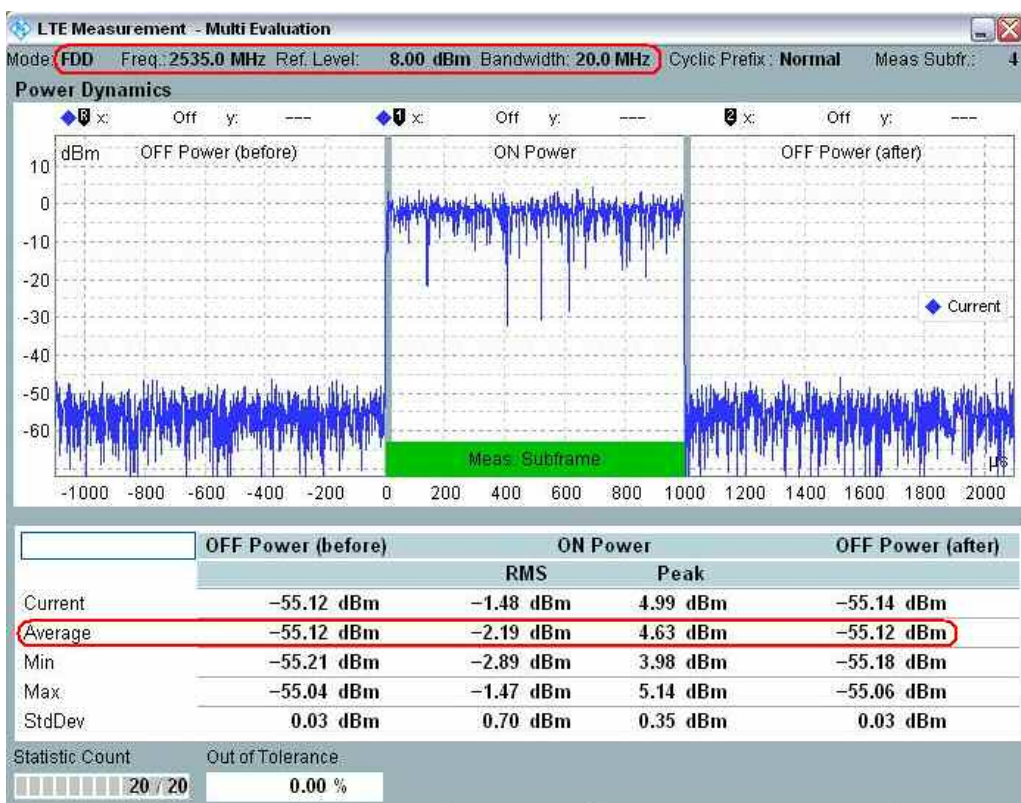 LTE Measurement - Multi Evaluation
Mode: FDD Freq.: 2535.0 MHz Ref. Level: 8.00 dBm Bandwidth: 20.0 MHz Cyclic Prefix : Normal Meas Subfr.: 4
Power Dynamics
R x: Off y: --- 1 x: Off y: --- 2 x: Off y: ---
dBm OFF Power (before) ON Power OFF Power (after)
10
0
-10
-20
-30
Current
-40
-50
-60
Meas. Subframe
µs
-1000 -800 -600 -400 -200 0 200 400 600 800 1000 1200 1400 1600 1800 2000
OFF Power (before) ON Power OFF Power (after)
RMS Peak
Current −55.12 dBm −1.48 dBm 4.99 dBm −55.14 dBm
Average −55.12 dBm −2.19 dBm 4.63 dBm −55.12 dBm
Min −55.21 dBm −2.89 dBm 3.98 dBm −55.18 dBm
Max −55.04 dBm −1.47 dBm 5.14 dBm −55.06 dBm
StdDev 0.03 dBm 0.70 dBm 0.35 dBm 0.03 dBm
Statistic Count Out of Tolerance
20 / 20 0.00 %